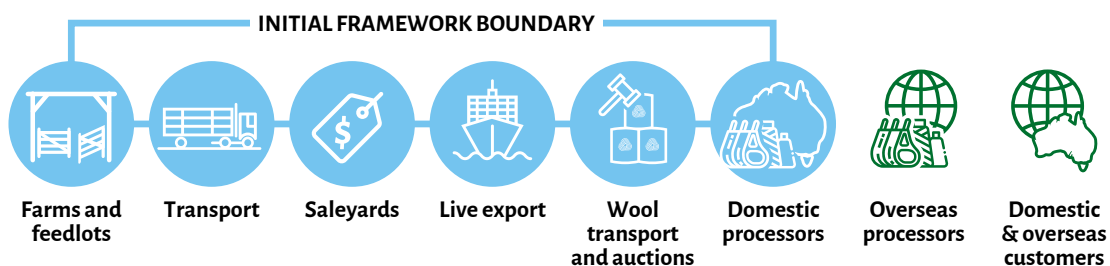 INITIAL FRAMEWORK BOUNDARY
$
Farms and
feedlots
Transport
Saleyards
Live export
Wool
transport
and auctions
Domestic
processors
Overseas
processors
Domestic
& overseas
customers